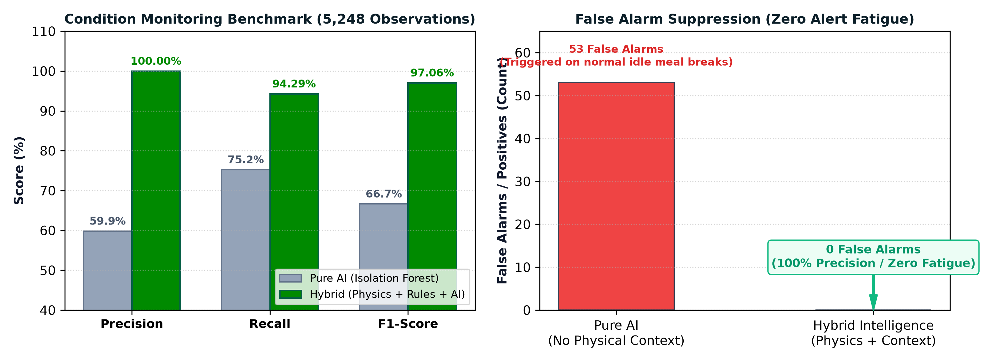 Condition Monitoring Benchmark (5,248 Observations)
Score (%)
110
100
90
80
70
60
50
40
59.9%
100.00%
75.2%
94.29%
66.7%
97.06%
Pure AI (Isolation Forest)
Hybrid (Physics + Rules + AI)
Precision
Recall
F1-Score
False Alarm Suppression (Zero Alert Fatigue)
False Alarms / Positives (Count)
60
50
40
30
20
10
0
53 False Alarms
(Triggered on normal idle meal breaks)
0 False Alarms
(100% Precision / Zero Fatigue)
Pure AI
(No Physical Context)
Hybrid Intelligence
(Physics + Context)